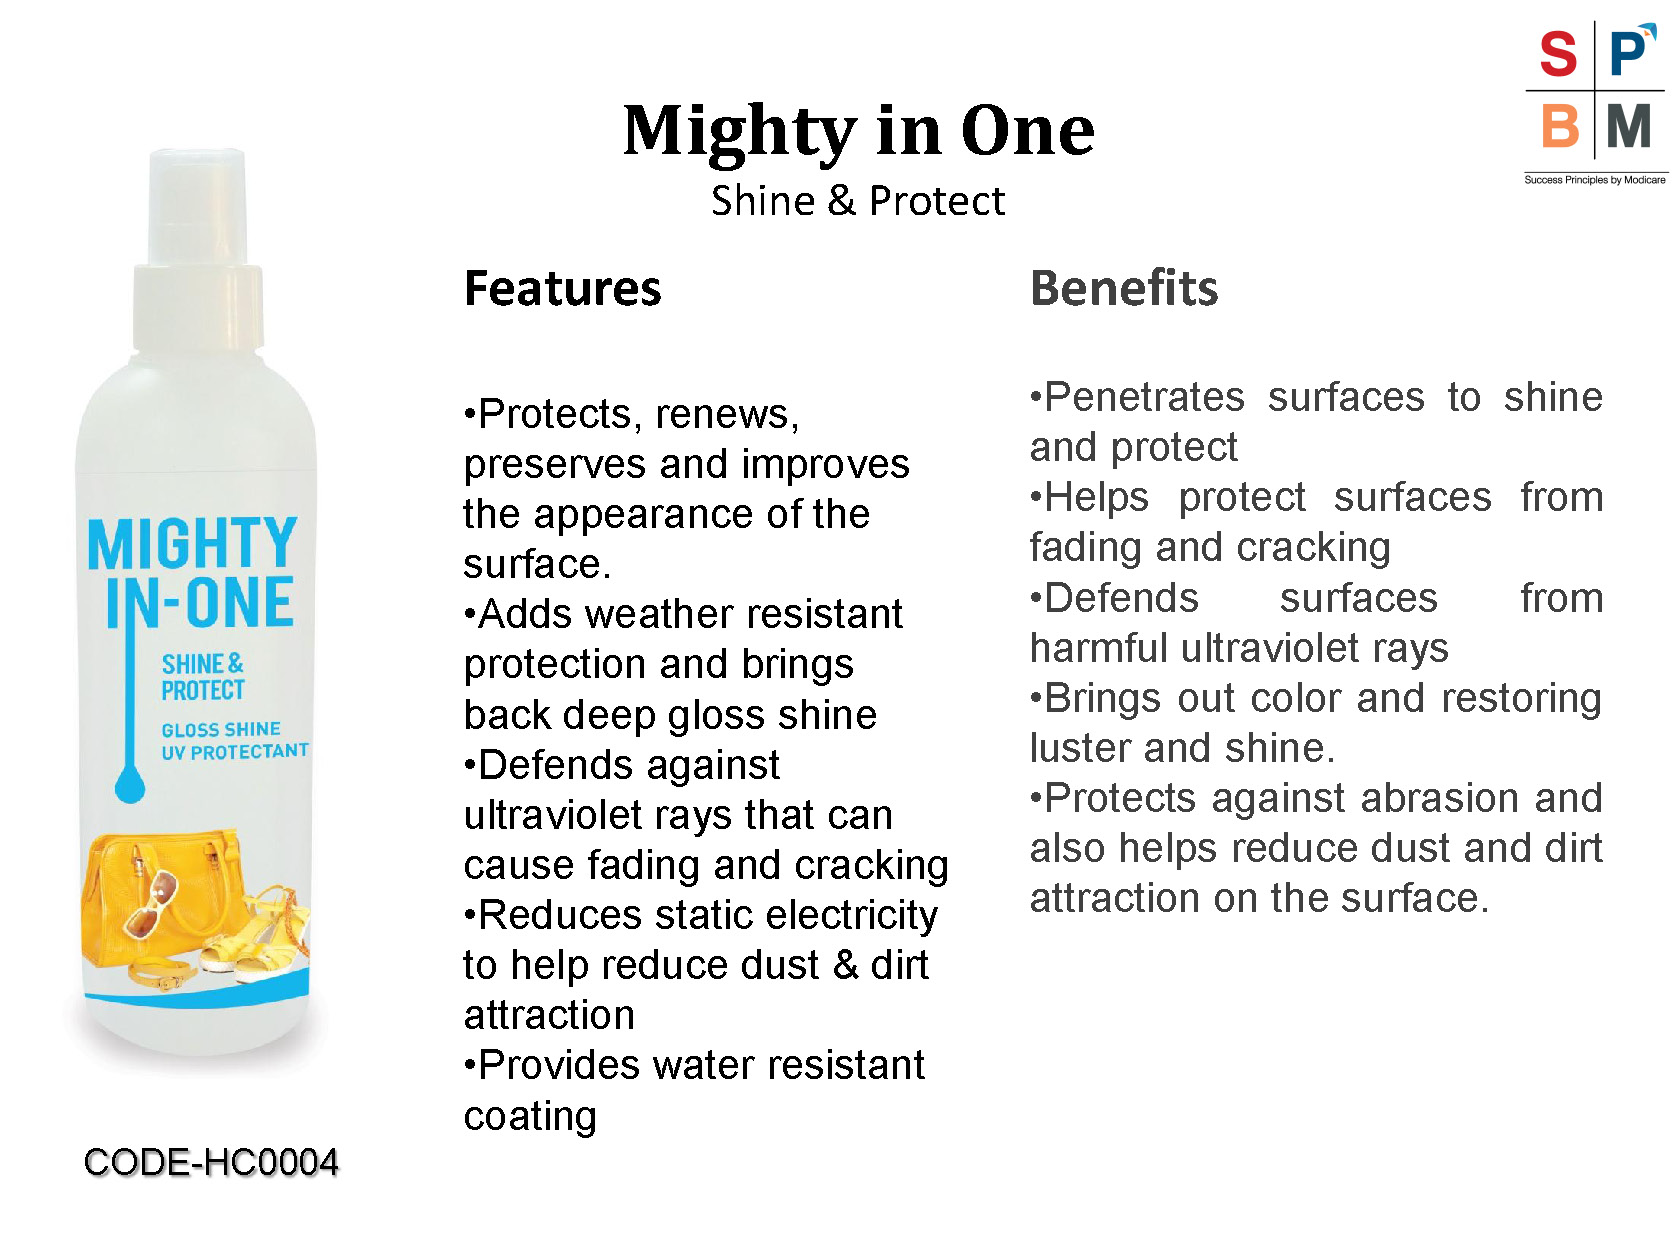 S P
B M
Success Principles by Modicare
Mighty in One
Shine & Protect
Features
•Protects, renews,
preserves and improves
the appearance of the
surface.
•Adds weather resistant
protection and brings
back deep gloss shine
•Defends against
ultraviolet rays that can
cause fading and cracking
•Reduces static electricity
to help reduce dust & dirt
attraction
•Provides water resistant
coating
Benefits
•Penetrates surfaces to shine
and protect
•Helps protect surfaces from
fading and cracking
•Defends surfaces from
harmful ultraviolet rays
•Brings out color and restoring
luster and shine.
•Protects against abrasion and
also helps reduce dust and dirt
attraction on the surface.
MIGHTY
IN-ONE
SHINE &
PROTECT
GLOSS SHINE
UV PROTECTANT
CODE-HC0004